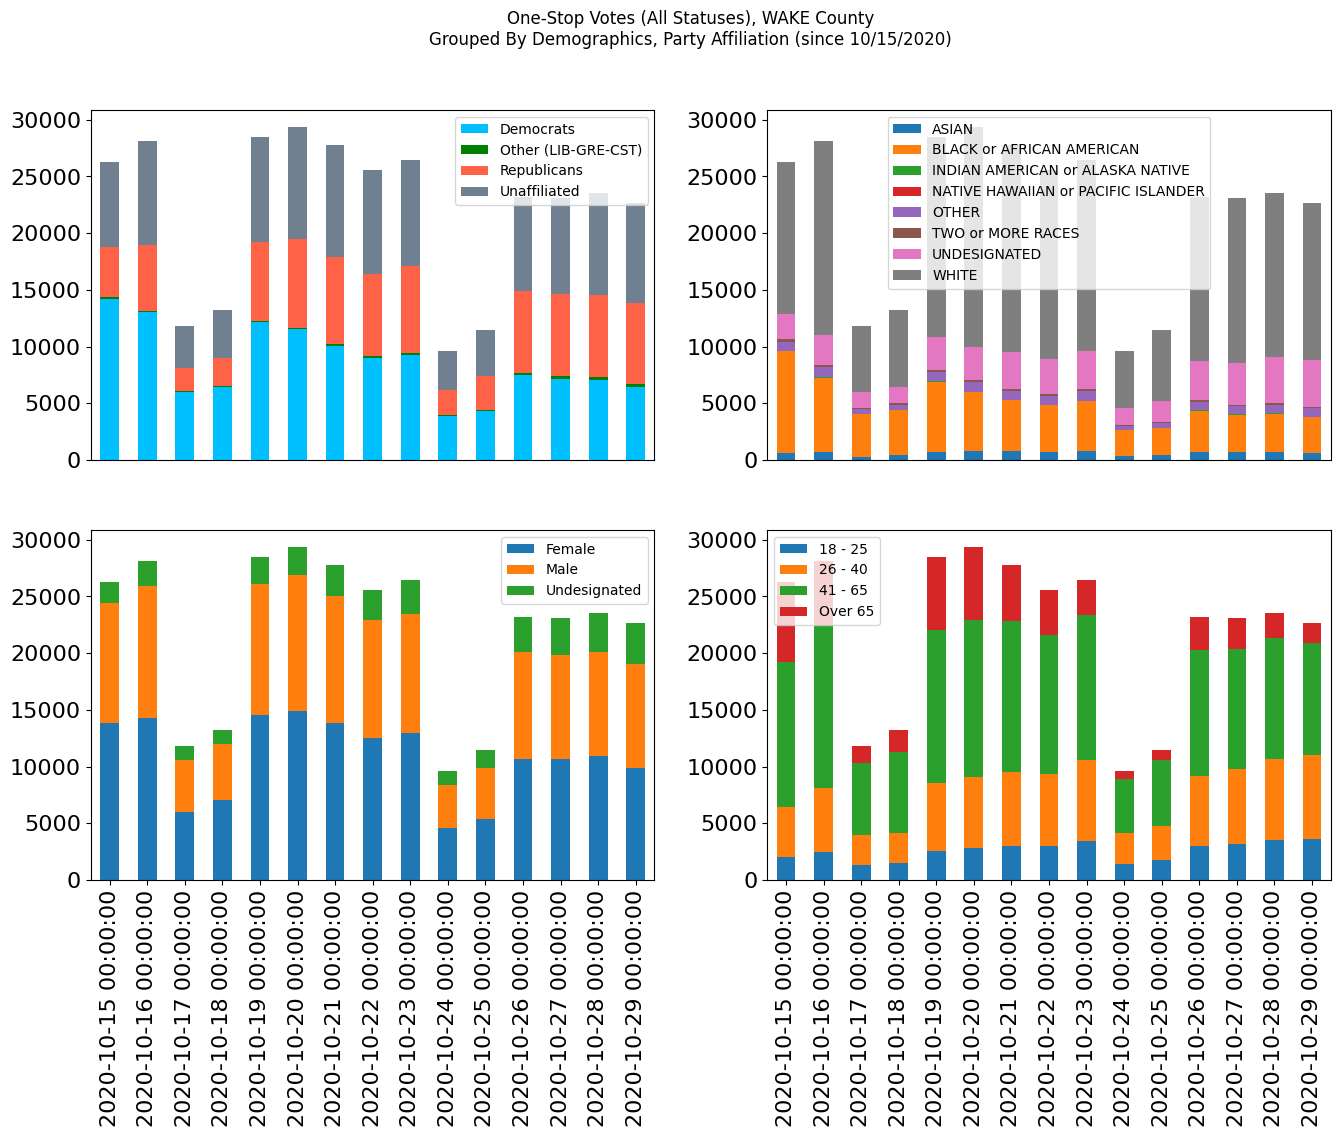 One-Stop Votes (All Statuses), WAKE County
Grouped By Demographics, Party Affiliation (since 10/15/2020)
30000
25000
20000
15000
10000
5000
0
Democrats
Other (LIB-GRE-CST)
Republicans
Unaffiliated
30000
25000
20000
15000
10000
5000
0
ASIAN
BLACK or AFRICAN AMERICAN
INDIAN AMERICAN or ALASKA NATIVE
NATIVE HAWAIIAN or PACIFIC ISLANDER
OTHER
TWO or MORE RACES
UNDESIGNATED
WHITE
30000
25000
20000
15000
10000
5000
0
Female
Male
Undesignated
2020-10-15 00:00:00
2020-10-16 00:00:00
2020-10-17 00:00:00
2020-10-18 00:00:00
2020-10-19 00:00:00
2020-10-20 00:00:00
2020-10-21 00:00:00
2020-10-22 00:00:00
2020-10-23 00:00:00
2020-10-24 00:00:00
2020-10-25 00:00:00
2020-10-26 00:00:00
2020-10-27 00:00:00
2020-10-28 00:00:00
2020-10-29 00:00:00
30000
25000
20000
15000
10000
5000
0
18 - 25
26 - 40
41 - 65
Over 65
2020-10-15 00:00:00
2020-10-16 00:00:00
2020-10-17 00:00:00
2020-10-18 00:00:00
2020-10-19 00:00:00
2020-10-20 00:00:00
2020-10-21 00:00:00
2020-10-22 00:00:00
2020-10-23 00:00:00
2020-10-24 00:00:00
2020-10-25 00:00:00
2020-10-26 00:00:00
2020-10-27 00:00:00
2020-10-28 00:00:00
2020-10-29 00:00:00